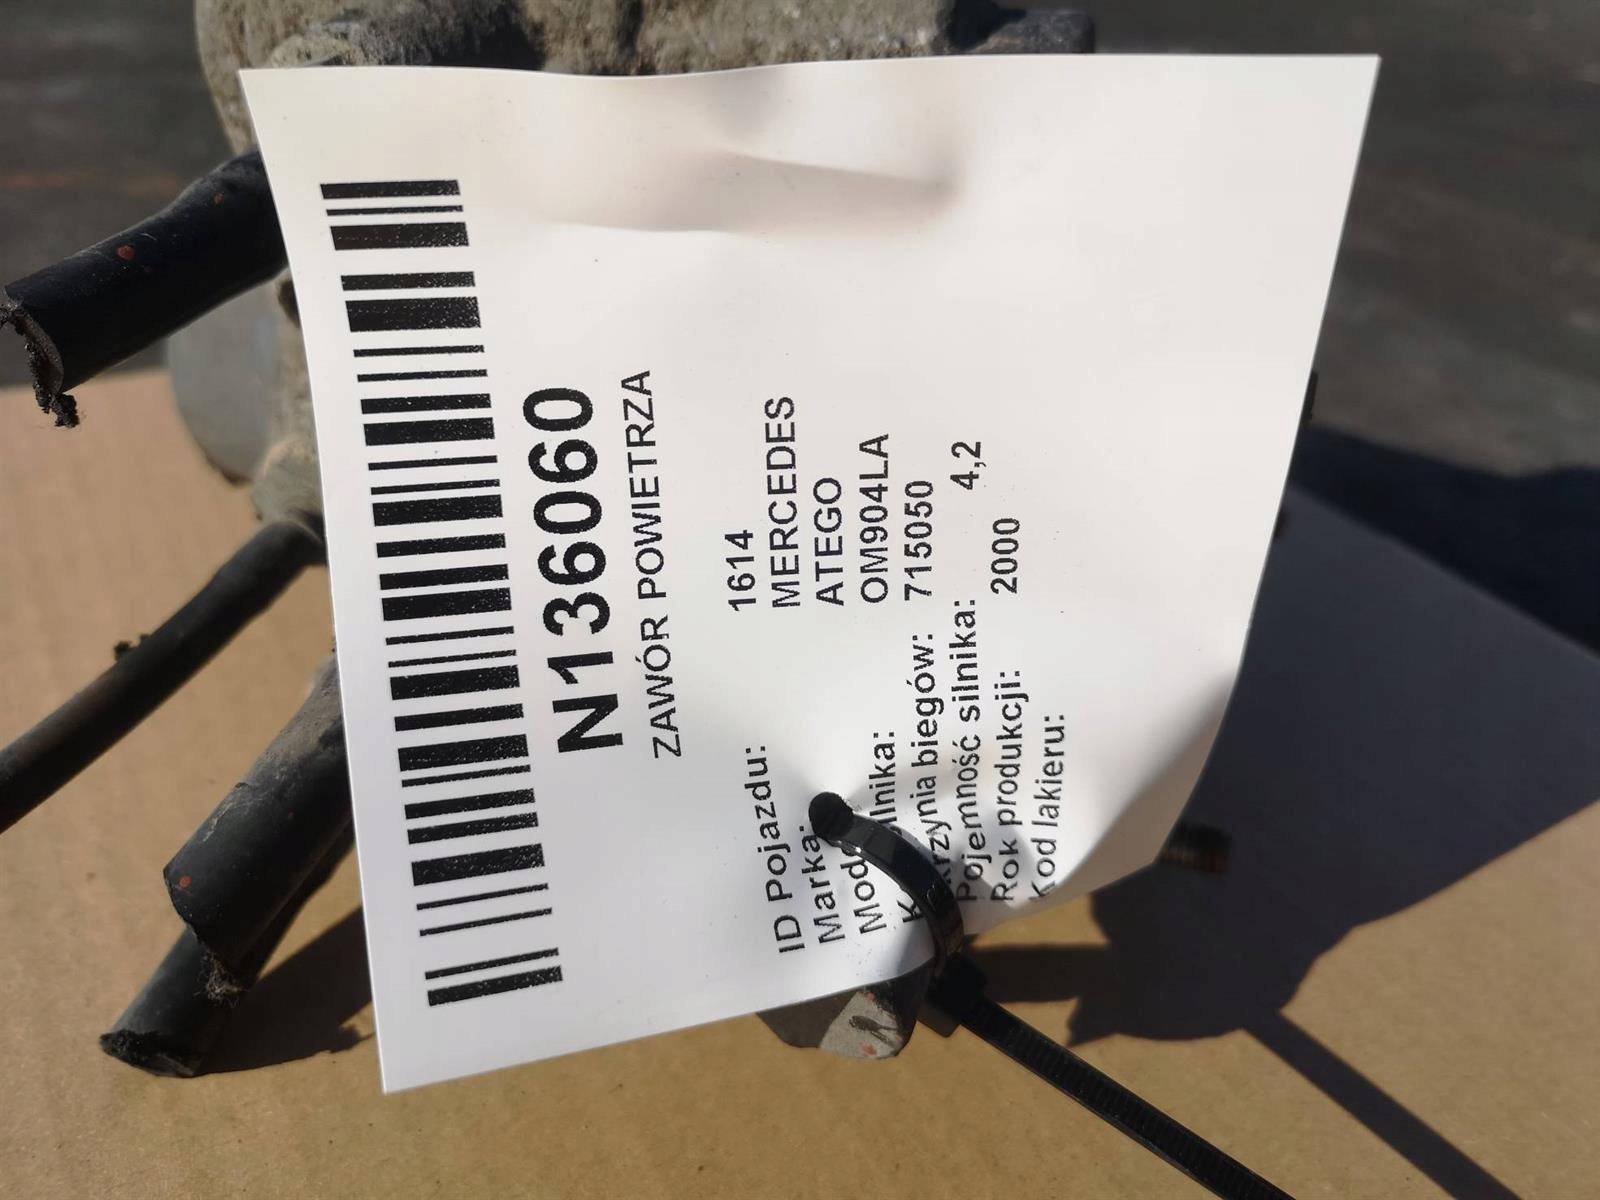 N136060
ZAWÓR POWIETRZA
ID Pojazdu: 1614
Marka: MERCEDES
ATEGO
OM904LA
Skrzynia biegów: 715050
Pojemność silnika: 4,2
Rok produkcji: 2000
Kod lakieru: